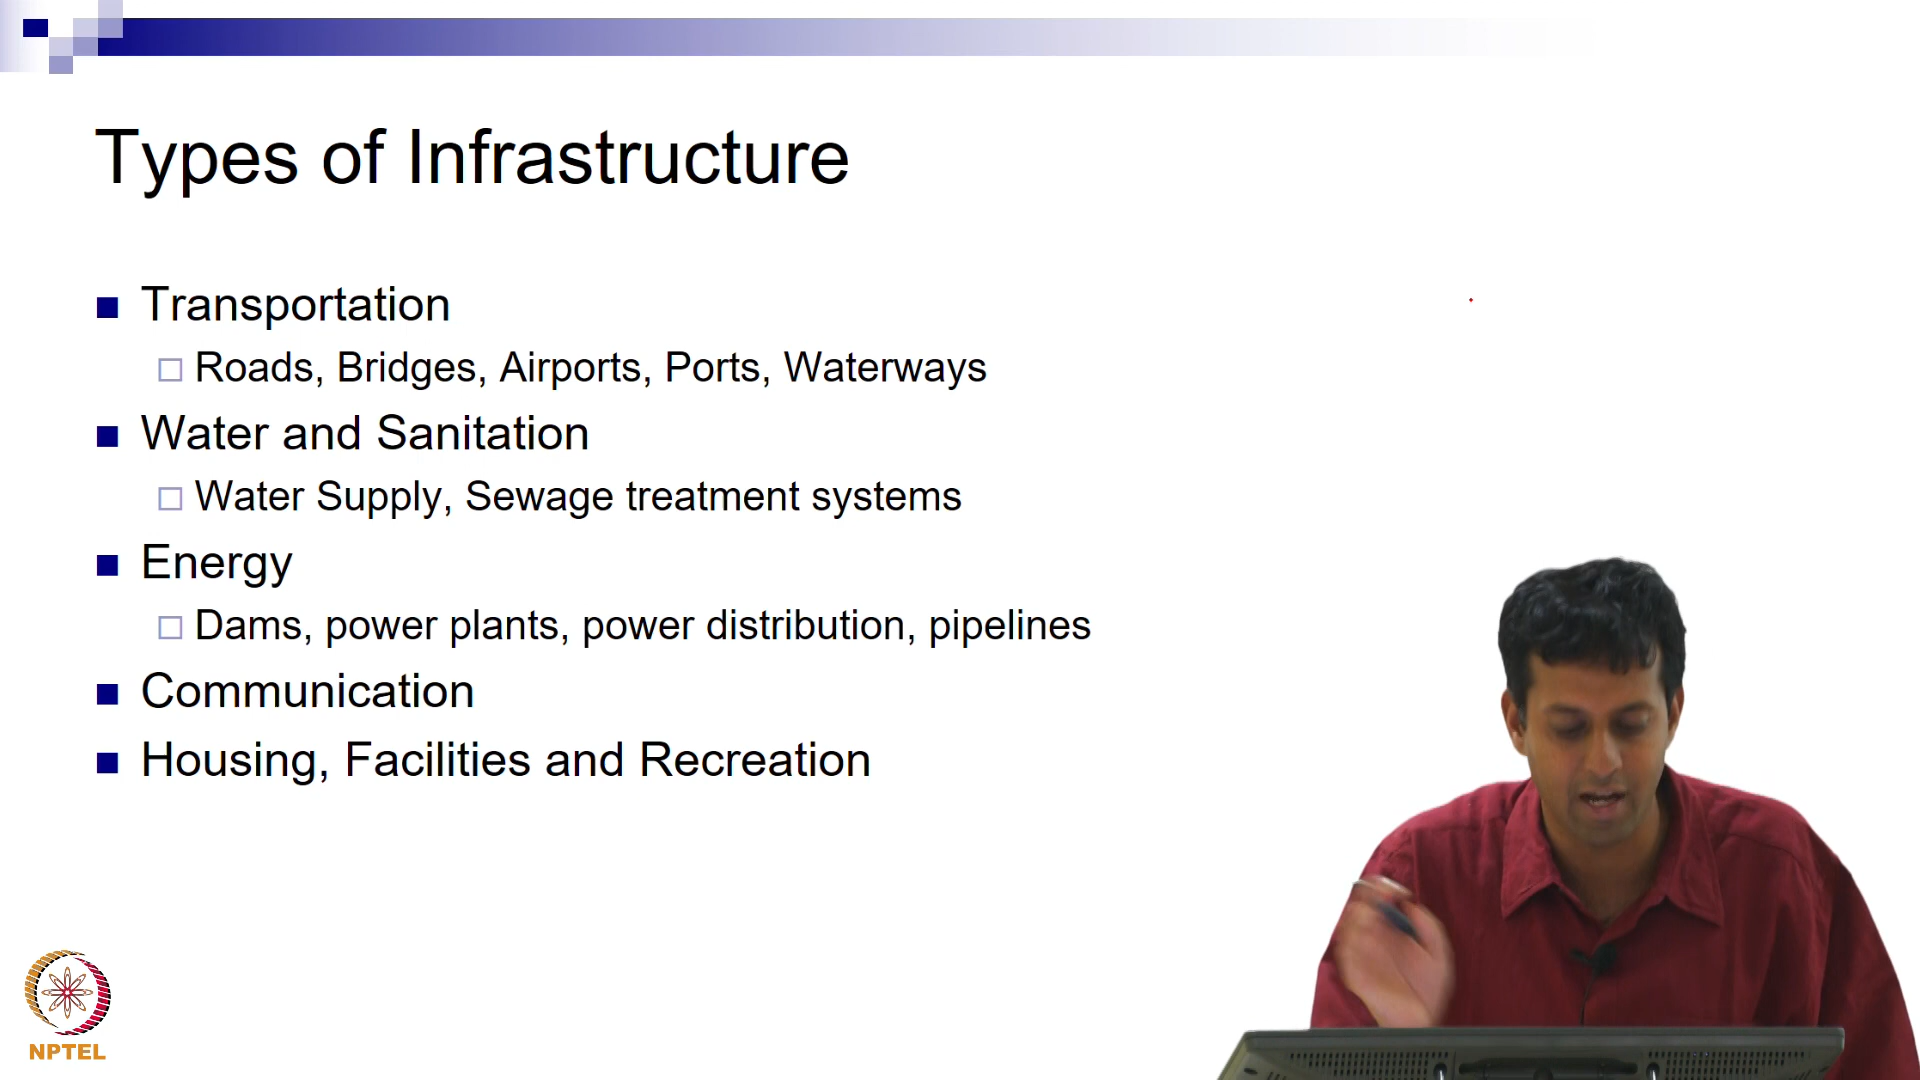 Types of Infrastructure
Transportation
Roads, Bridges, Airports, Ports, Waterways
Water and Sanitation
Water Supply, Sewage treatment systems
Energy
Dams, power plants, power distribution, pipelines
Communication
Housing, Facilities and Recreation
NPTEL